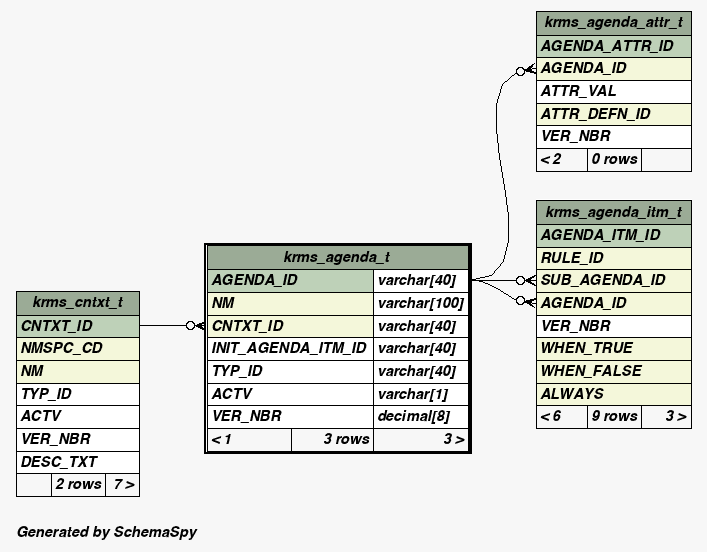 krms_agenda_attr_t
AGENDA_ATTR_ID
AGENDA_ID
ATTR_VAL
ATTR_DEFN_ID
VER_NBR
< 2 0 rows
krms_agenda_itm_t
AGENDA_ITM_ID
RULE_ID
SUB_AGENDA_ID
AGENDA_ID
VER_NBR
WHEN_TRUE
WHEN_FALSE
ALWAYS
< 6 9 rows 3 >
krms_agenda_t
AGENDA_ID varchar[40]
NM varchar[100]
CNTXT_ID varchar[40]
INIT_AGENDA_ITM_ID varchar[40]
TYP_ID varchar[40]
ACTV varchar[1]
VER_NBR decimal[8]
< 1 3 rows 3 >
krms_cntxt_t
CNTXT_ID
NMSPC_CD
NM
TYP_ID
ACTV
VER_NBR
DESC_TXT
2 rows 7 >
Generated by SchemaSpy